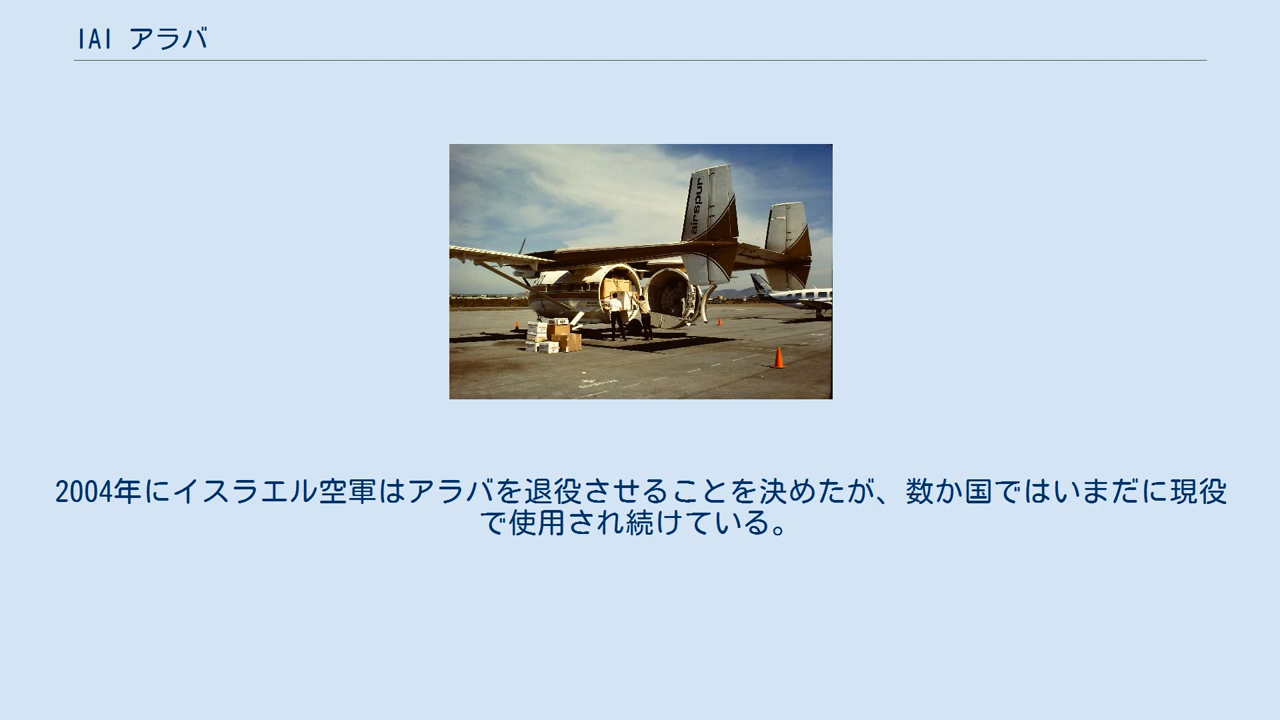 IAI アラバ
airspur
2004年にイスラエル空軍はアラバを退役させることを決めたが、数か国ではいまだに現役
で使用され続けている。